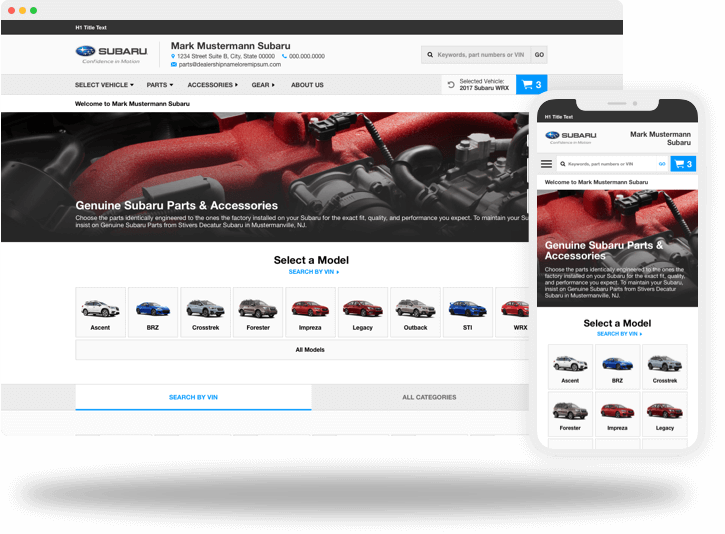 H1 Title Text
SUBARU
Confidence in Motion
Mark Mustermann Subaru
1234 Street Suite B, City, State 00000 000.000.0000
parts@dealershipnameloremipsum.com
Keywords, part numbers or VIN GO
SELECT VEHICLE PARTS ACCESSORIES GEAR ABOUT US
Selected Vehicle:
2017 Subaru WRX
3
Welcome to Mark Mustermann Subaru
Genuine Subaru Parts & Accessories
Choose the parts identically engineered to the ones the factory installed on your Subaru for the exact fit, quality, and performance you expect. To maintain your Su
insist on Genuine Subaru Parts from Stivers Decatur Subaru in Mustermanville, NJ.
Select a Model
SEARCH BY VIN
Ascent BRZ Crosstrek Forester Impreza Legacy Outback STI WRX
All Models
SEARCH BY VIN ALL CATEGORIES
H1 Title Text
SUBARU
Confidence in Motion
Mark Mustermann
Subaru
Keywords, part numbers or VIN GO 3
Welcome to Mark Mustermann Subaru
Genuine Subaru Parts &
Accessories
Choose the parts identically engineered to the ones the
factory installed on your Subaru for the exact fit, quality,
and performance you expect. To maintain your Subaru,
insist on Genuine Subaru Parts from Stivers Decatur
Subaru in Mustermanville, NJ.
Select a Model
SEARCH BY VIN
Ascent BRZ Crosstrek
Forester Impreza Legacy